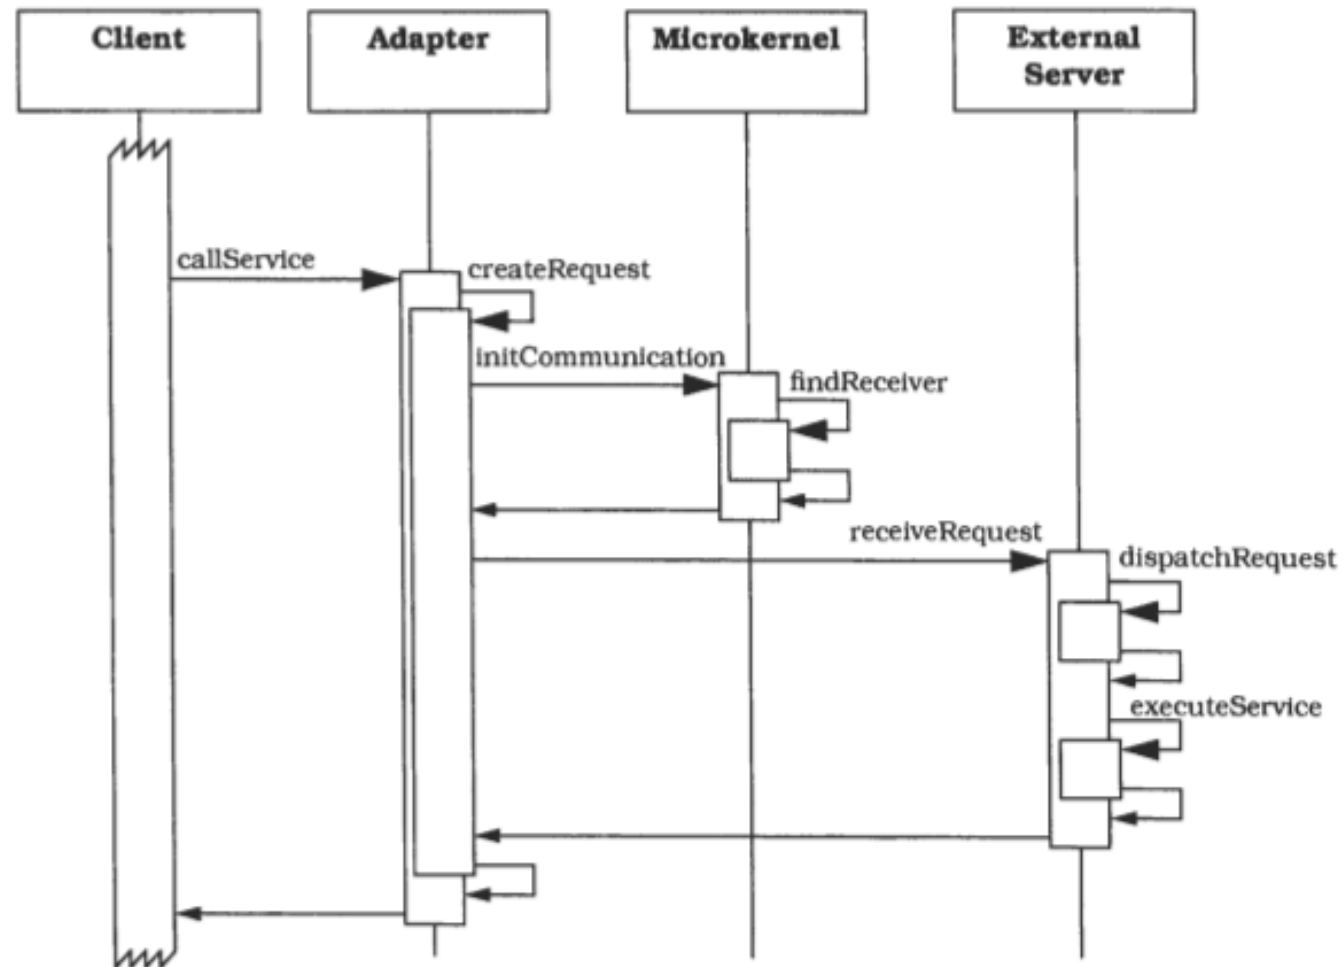 Client
Adapter
Microkernel
External
Server
callService
createRequest
initCommunication
findReceiver
receiveRequest
dispatchRequest
executeService